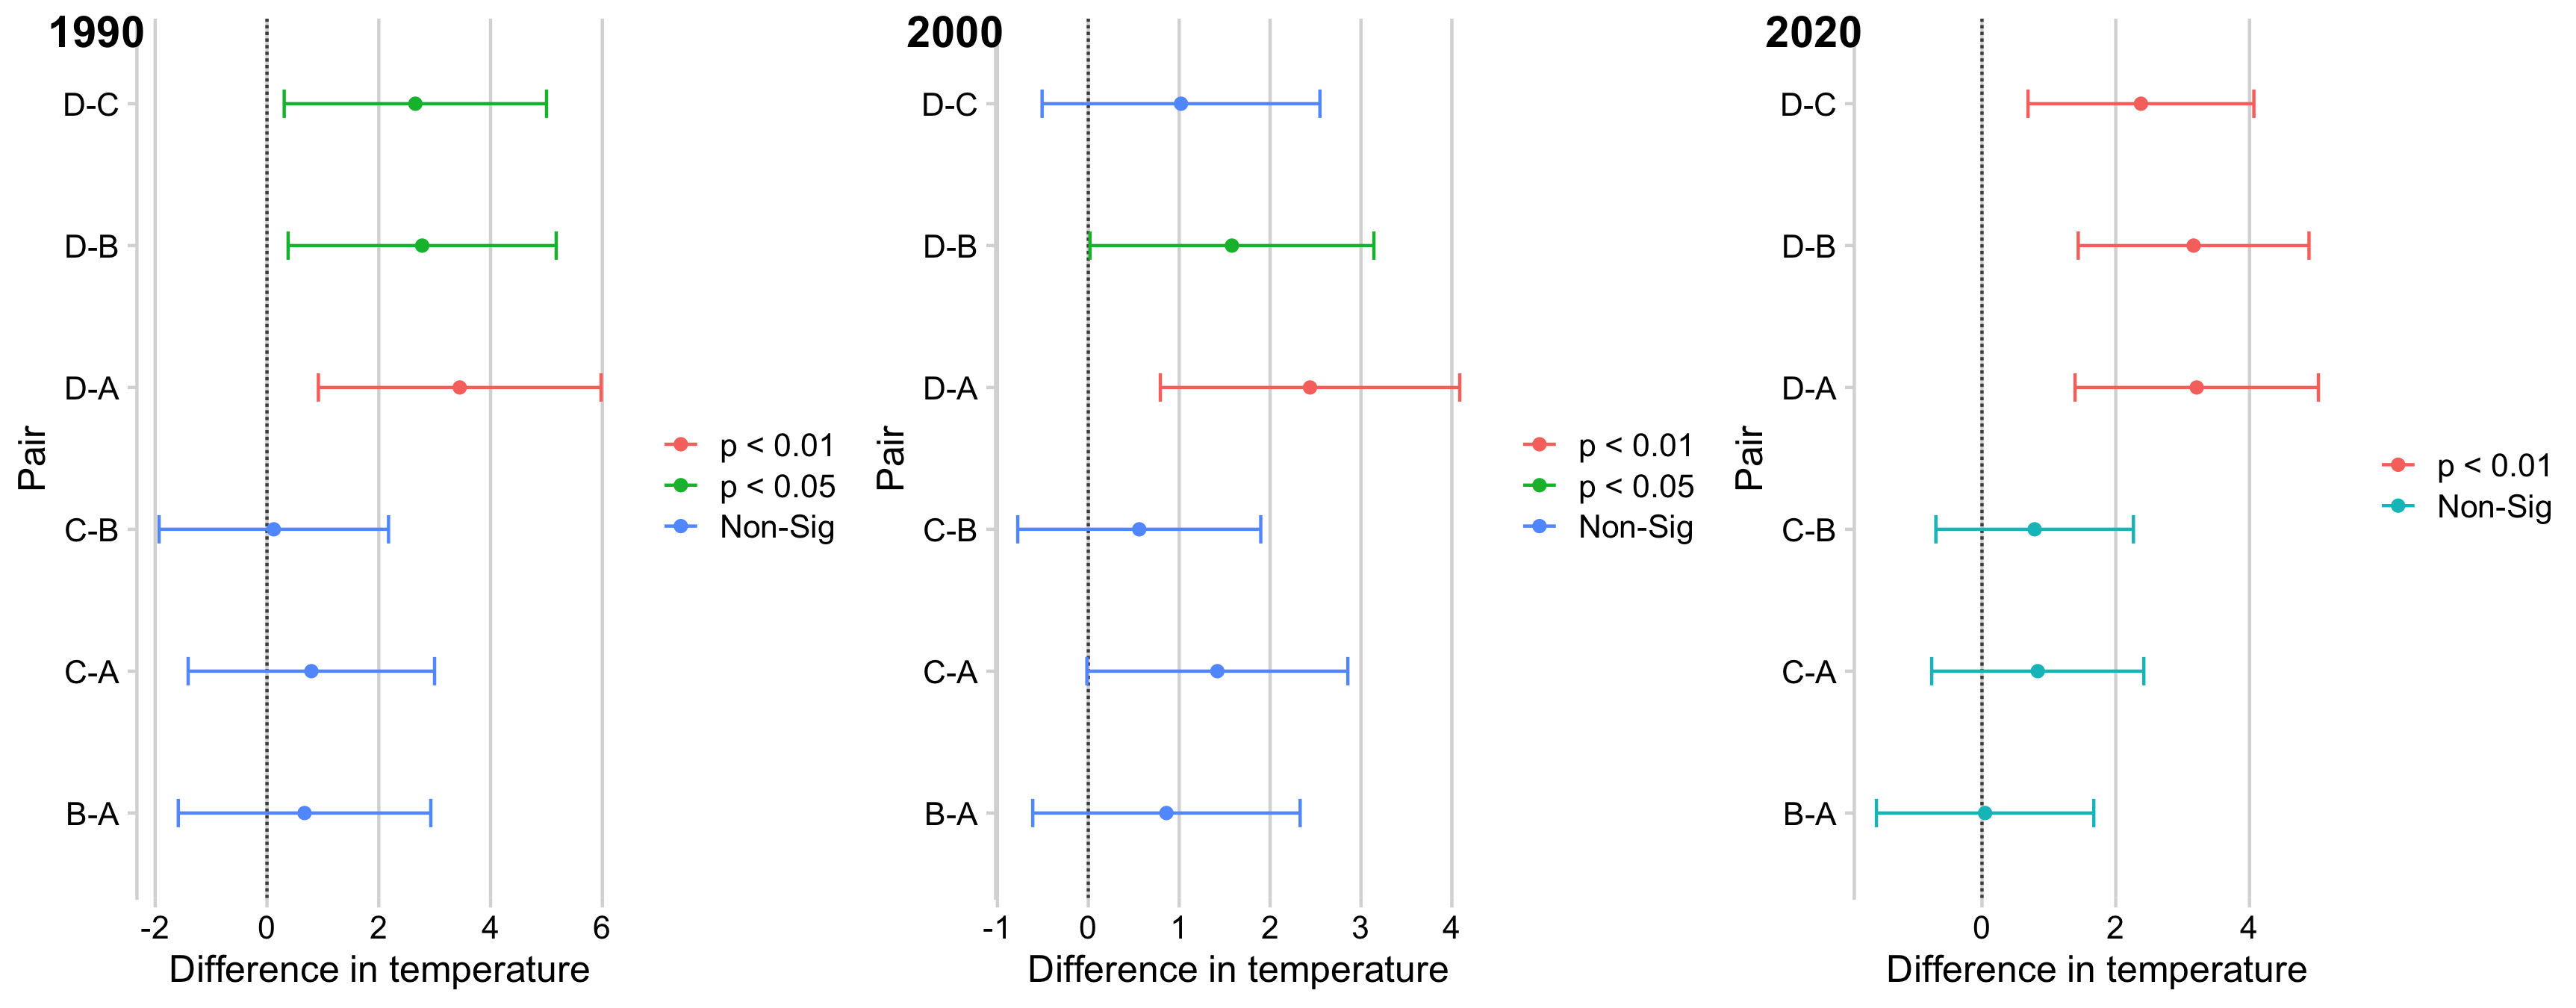 1990
D-C
D-B
D-A
C-B
C-A
B-A
Pair
-2 0 2 4 6
Difference in temperature
p < 0.01
p < 0.05
Non-Sig
2000
D-C
D-B
D-A
C-B
C-A
B-A
Pair
-1 0 1 2 3 4
Difference in temperature
p < 0.01
p < 0.05
Non-Sig
2020
D-C
D-B
D-A
C-B
C-A
B-A
Pair
0 2 4
Difference in temperature
p < 0.01
Non-Sig